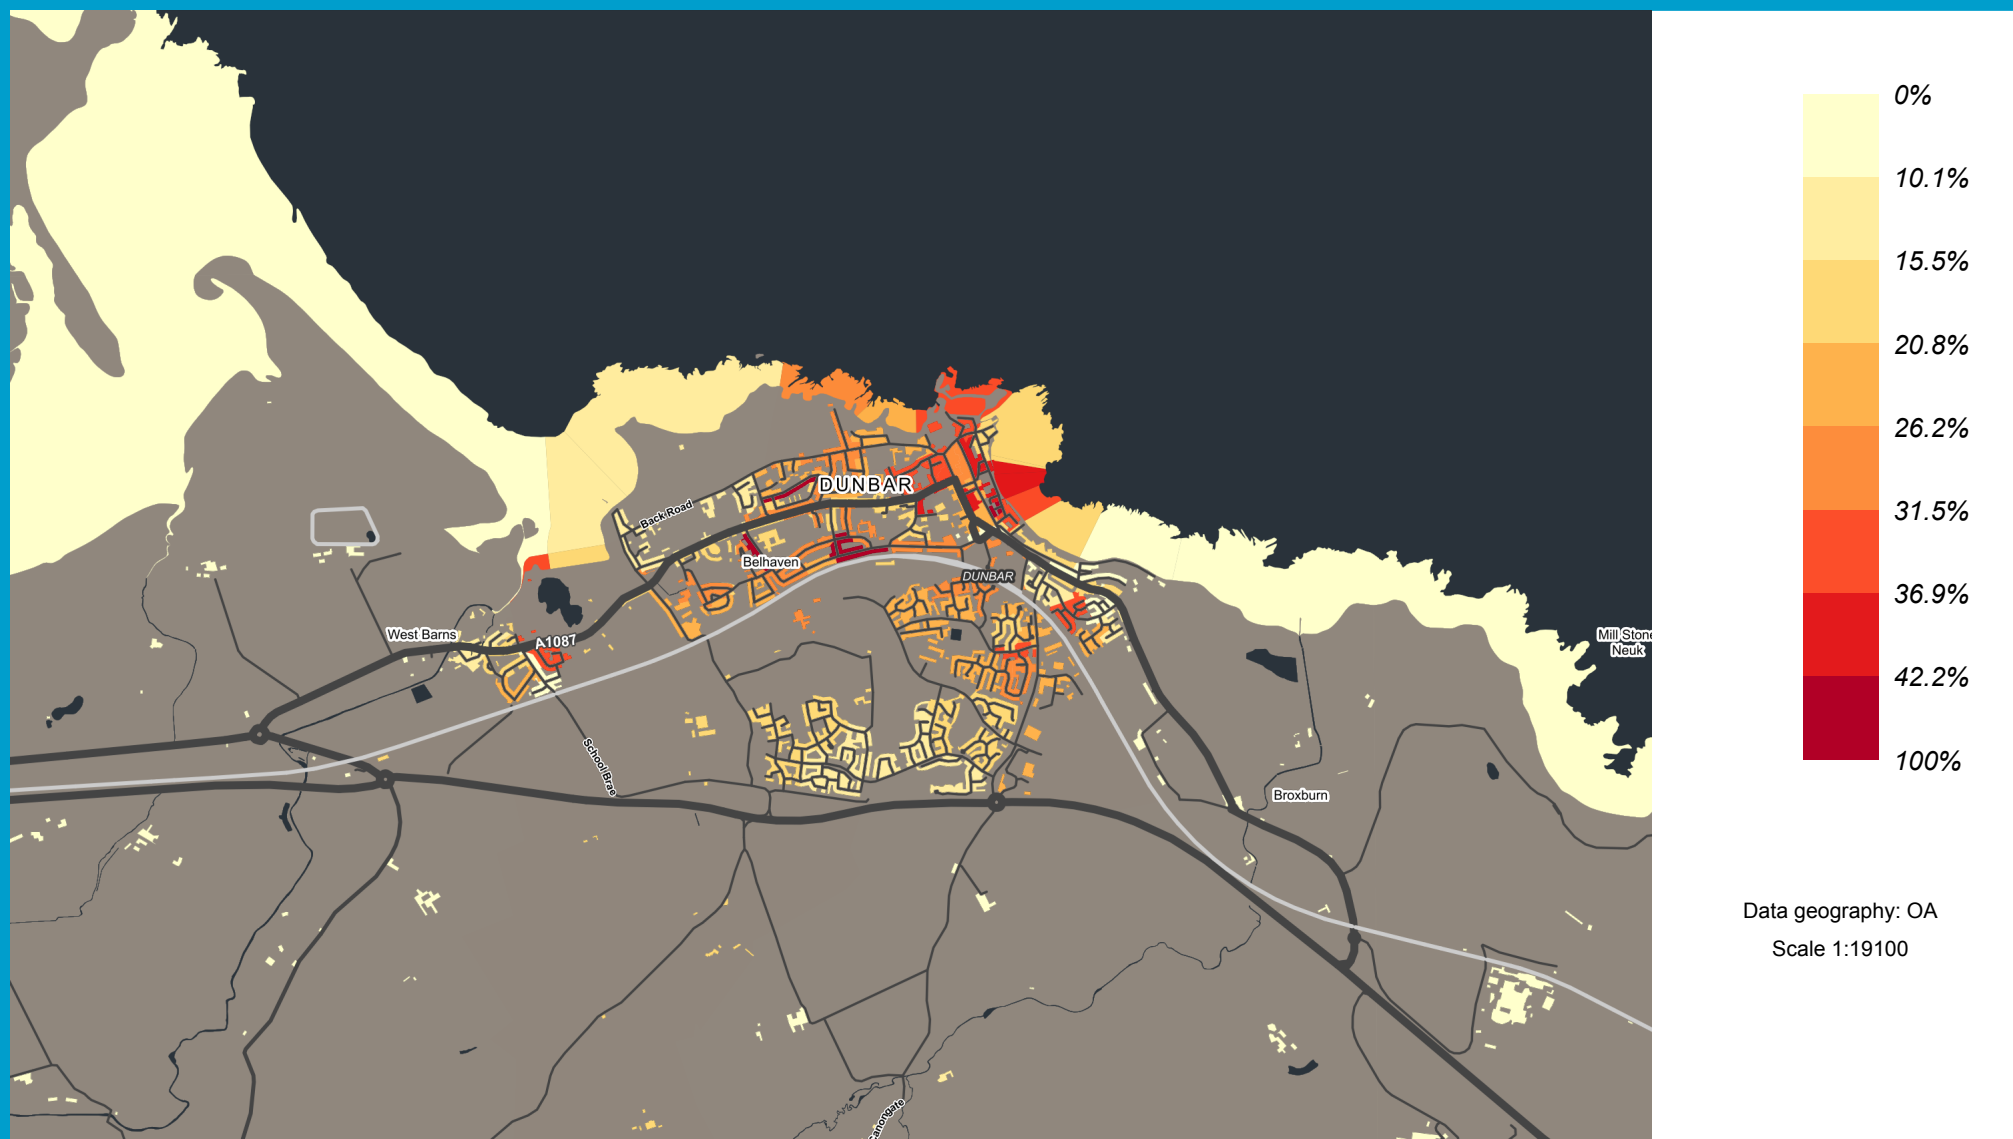 0%
10.1%
15.5%
20.8%
26.2%
31.5%
36.9%
42.2%
100%
Data geography: OA
Scale 1:19100
DUNBAR
Back Road
Belhaven
DUNBAR
West Barns
A1087
Mill Stone
Neuk
School Brae
Broxburn
Canongate